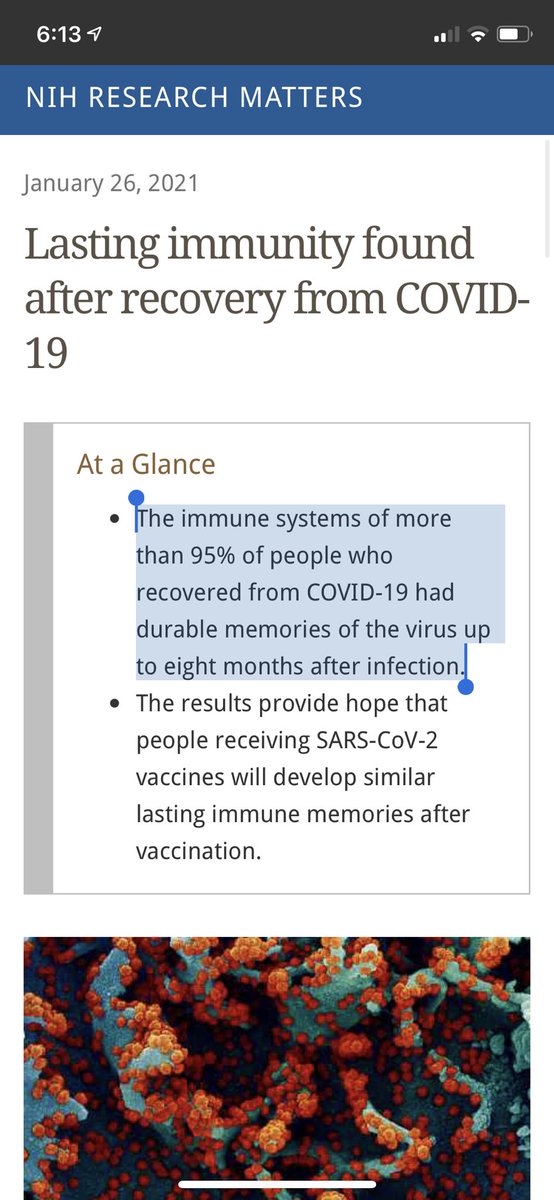 6:13
NIH RESEARCH MATTERS
January 26, 2021
Lasting immunity found
after recovery from COVID-
19
At a Glance
• The immune systems of more
than 95% of people who
recovered from COVID-19 had
durable memories of the virus up
to eight months after infection.
• The results provide hope that
people receiving SARS-CoV-2
vaccines will develop similar
lasting immune memories after
vaccination.